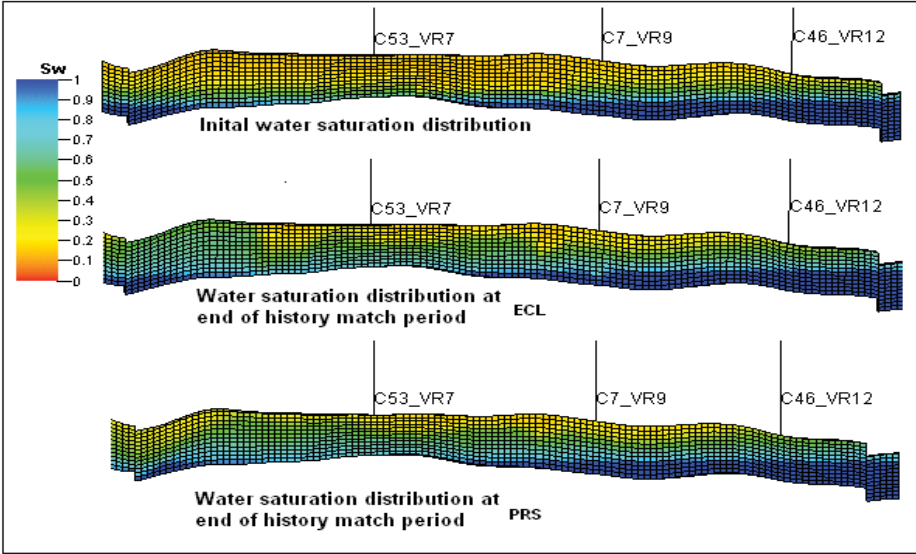 C53_VR7
C7_VR9
C46_VR12
Sw
1
0.9
0.8
0.7
0.6
0.5
0.4
0.3
0.2
0.1
0
Inital water saturation distribution
C53_VR7
C7_VR9
C46_VR12
Water saturation distribution at
end of history match period ECL
C53_VR7
C7_VR9
C46_VR12
Water saturation distribution at
end of history match period PRS